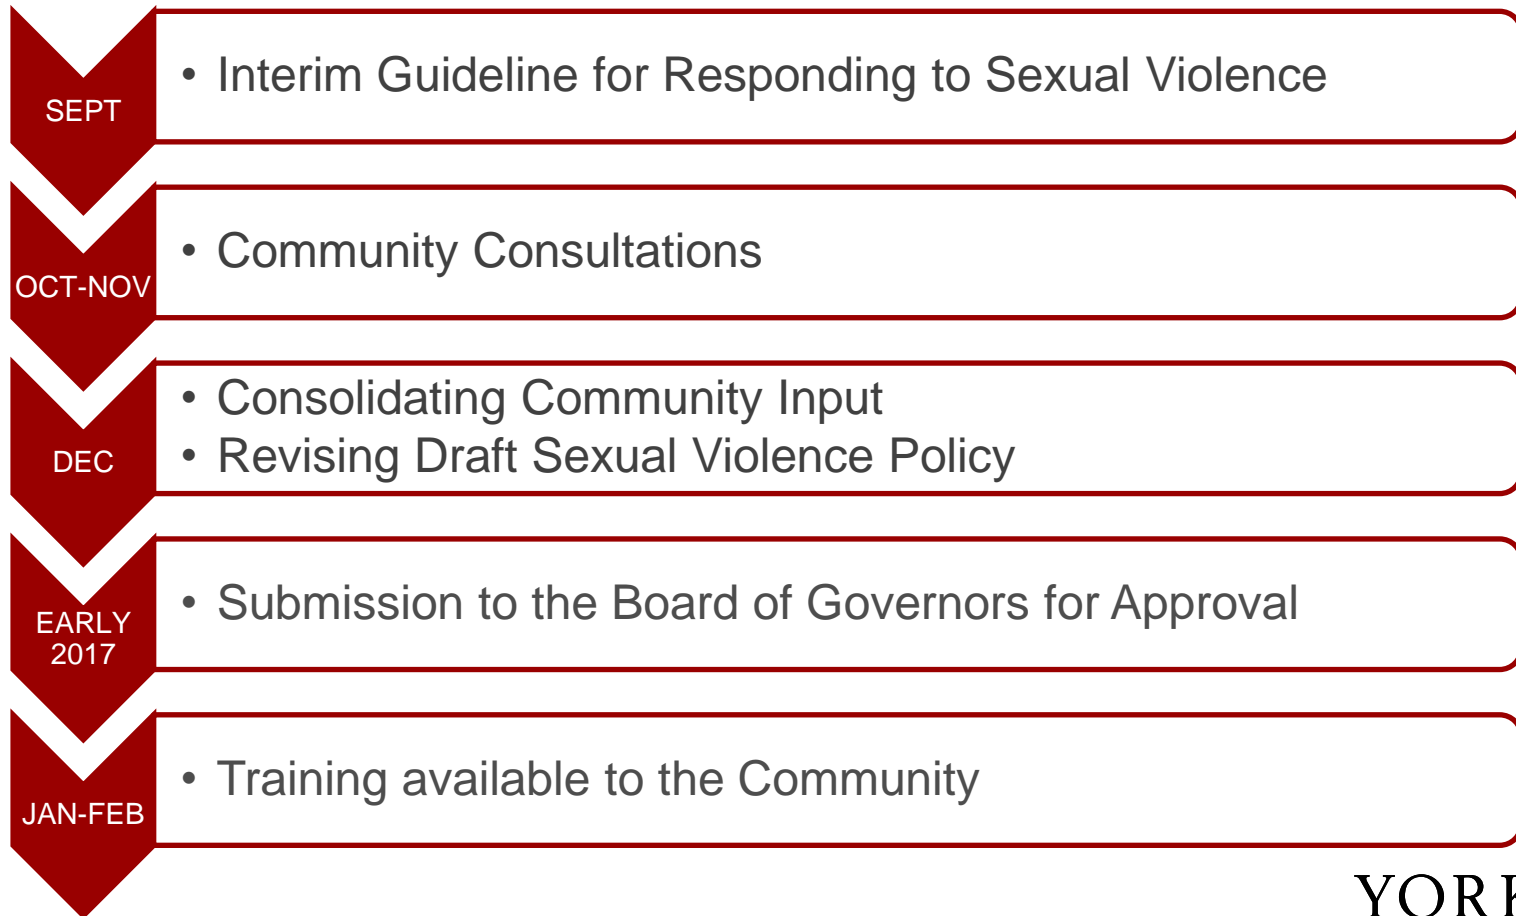 SEPT
• Interim Guideline for Responding to Sexual Violence
OCT-NOV
• Community Consultations
DEC
• Consolidating Community Input
• Revising Draft Sexual Violence Policy
EARLY
2017
• Submission to the Board of Governors for Approval
JAN-FEB
• Training available to the Community
YORK